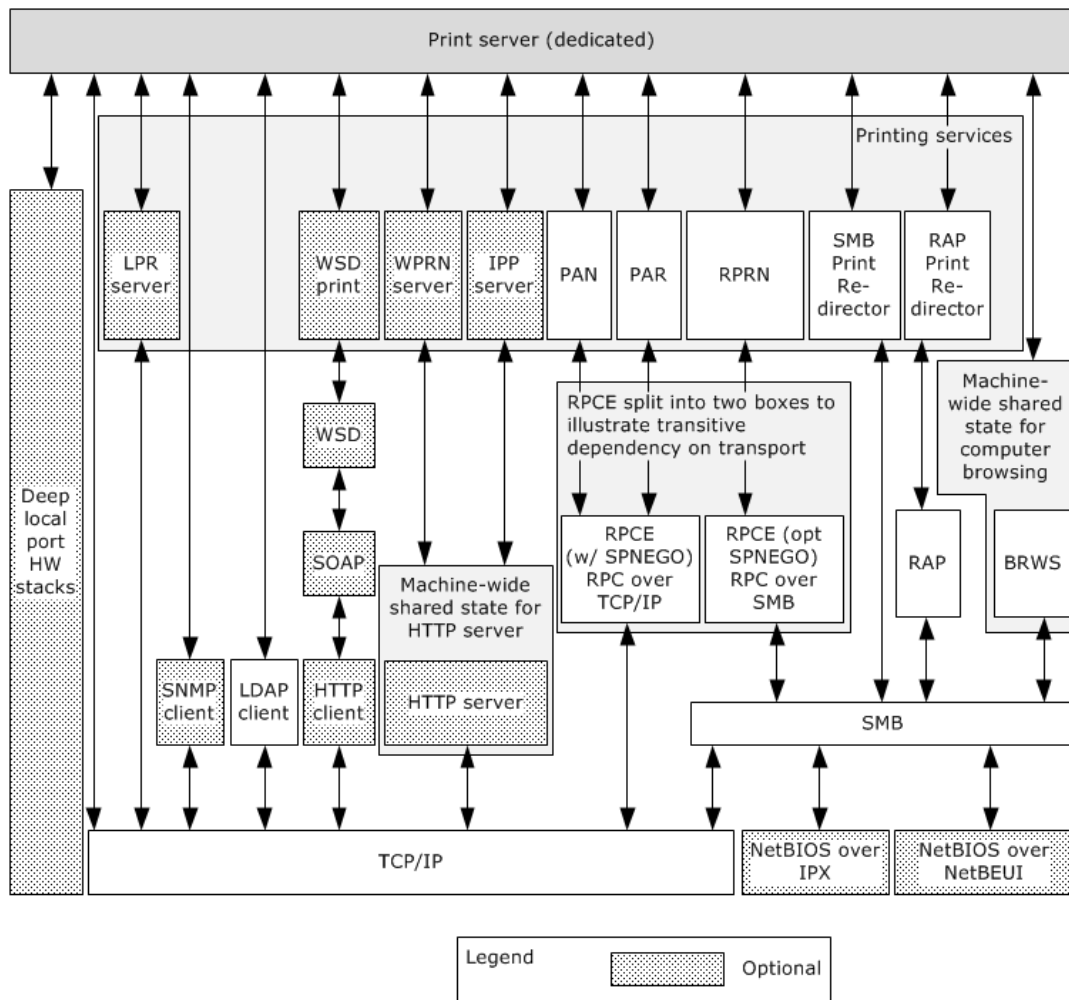 Print server (dedicated)
Printing services
LPR
server
WSD
print
WPRN
server
IPP
server
PAN
PAR
RPRN
SMB
Print
Re-
director
RAP
Print
Re-
director
RPCE split into two boxes to
illustrate transitive
dependency on transport
Machine-
wide shared
state for
computer
browsing
WSD
Deep
local
port
HW
stacks
SOAP
RPCE
(w/ SPNEGO)
RPC over
TCP/IP
RPCE (opt
SPNEGO)
RPC over
SMB
RAP
BRWS
Machine-wide
shared state for
HTTP server
SNMP
client
LDAP
client
HTTP
client
HTTP server
SMB
TCP/IP
NetBIOS over
IPX
NetBIOS over
NetBEUI
Legend
Optional